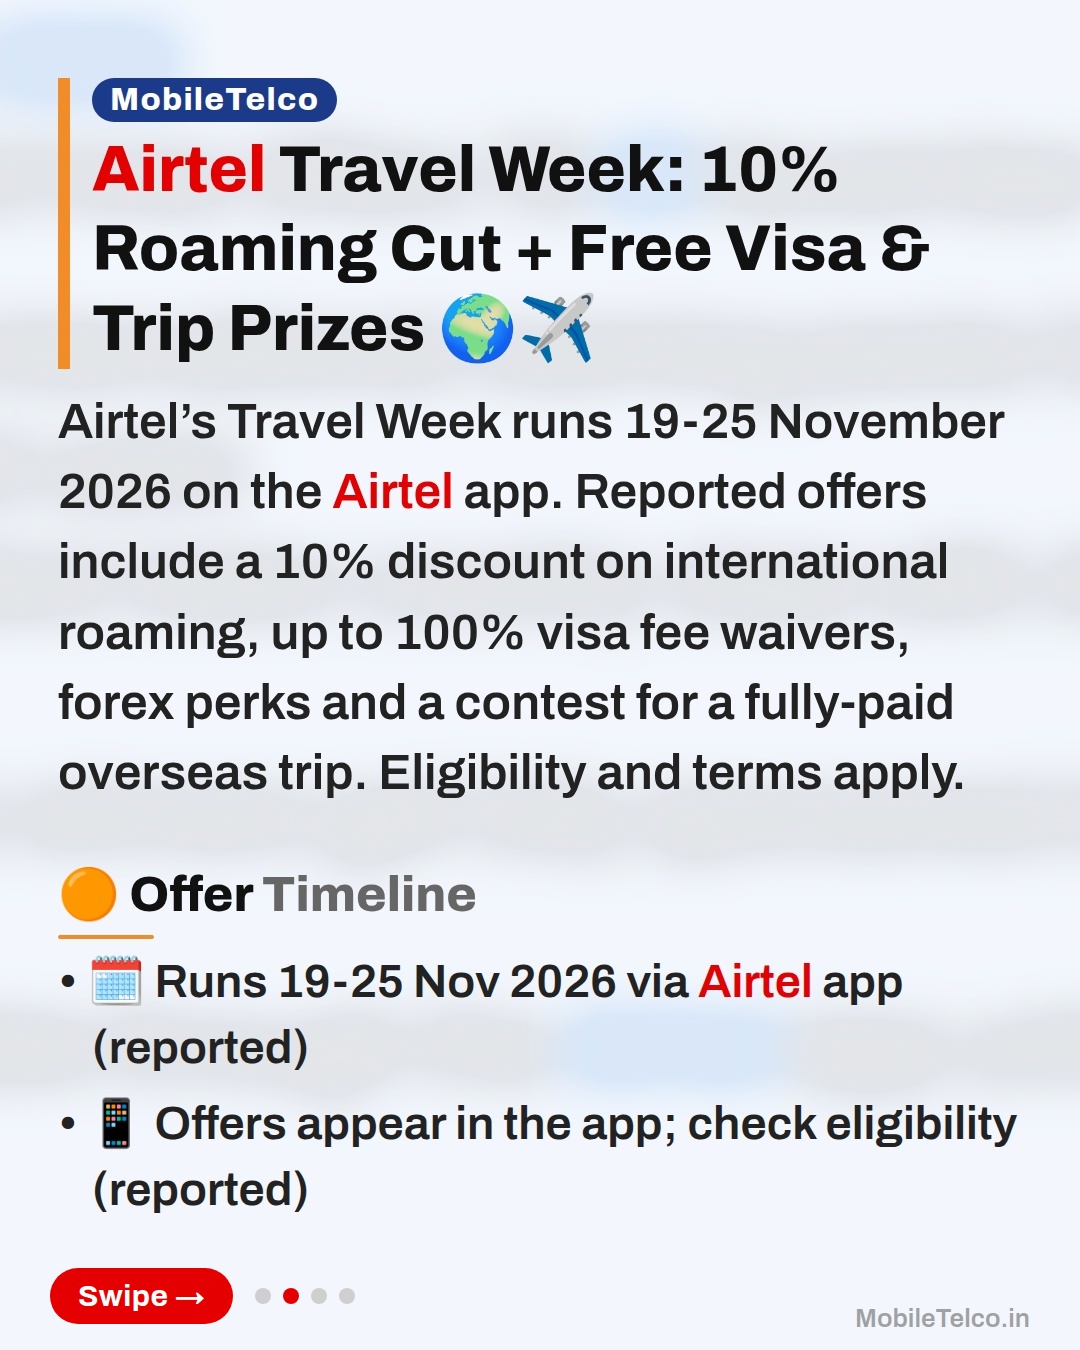 MobileTelco
Airtel Travel Week: 10%
Roaming Cut + Free Visa &
Trip Prizes 🌍✈️
Airtel’s Travel Week runs 19-25 November
2026 on the Airtel app. Reported offers
include a 10% discount on international
roaming, up to 100% visa fee waivers,
forex perks and a contest for a fully-paid
overseas trip. Eligibility and terms apply.
🟠 Offer Timeline
• 🗓️ Runs 19-25 Nov 2026 via Airtel app
(reported)
• 📱 Offers appear in the app; check eligibility
(reported)
Swipe →
MobileTelco.in